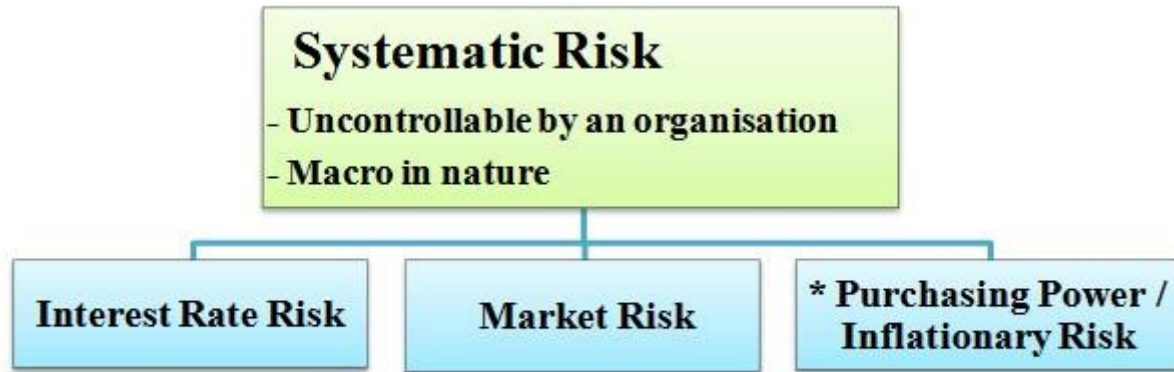 Systematic Risk
- Uncontrollable by an organisation
- Macro in nature
Interest Rate Risk
Market Risk
* Purchasing Power /
Inflationary Risk